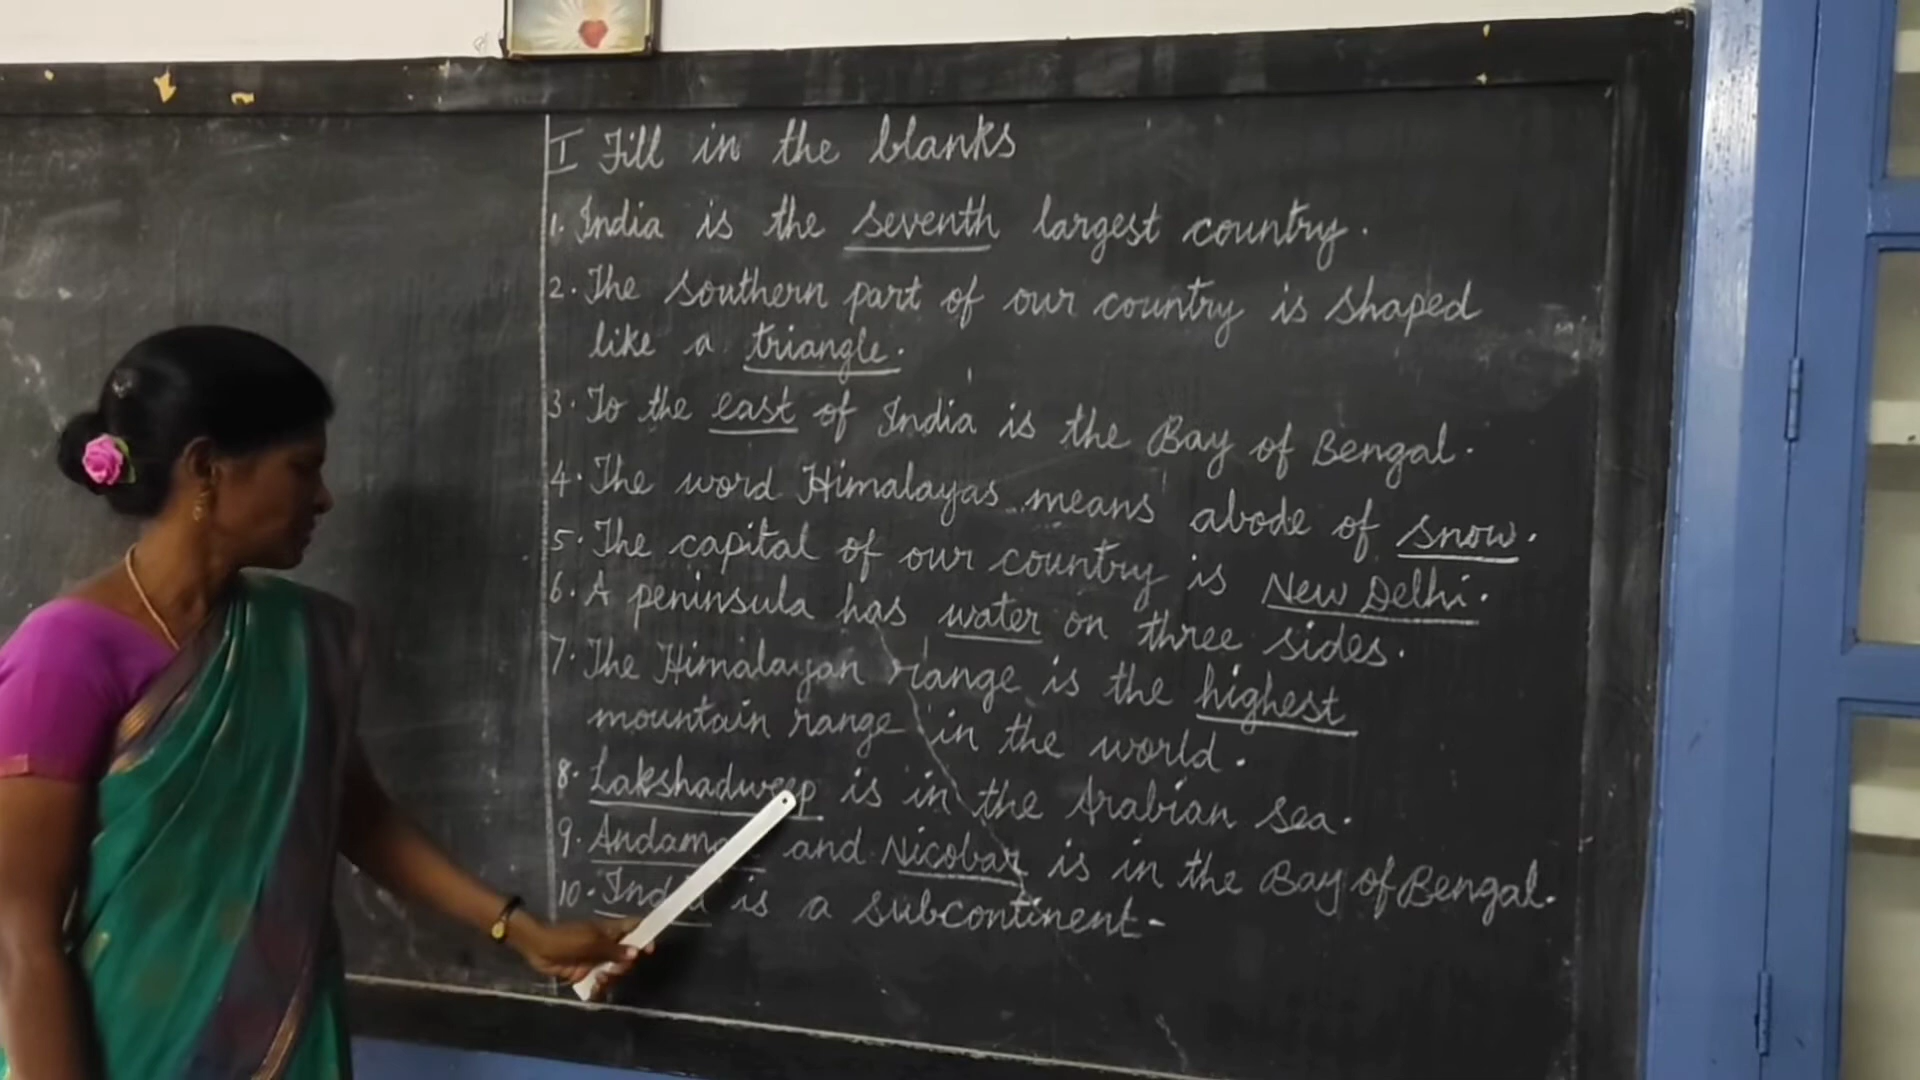 I Fill in the blanks
1. India is the seventh largest country.
2. The southern part of our country is shaped
like a triangle.
3. To the east of India is the Bay of Bengal.
4. The word Himalayas means abode of snow.
5. The capital of our country is New Delhi.
6. A peninsula has water on three sides.
7. The Himalayan range is the highest
mountain range in the world.
8. Lakshadweep is in the Arabian sea.
9. Andaman and Nicobar is in the Bay of Bengal.
10. India is a subcontinent-